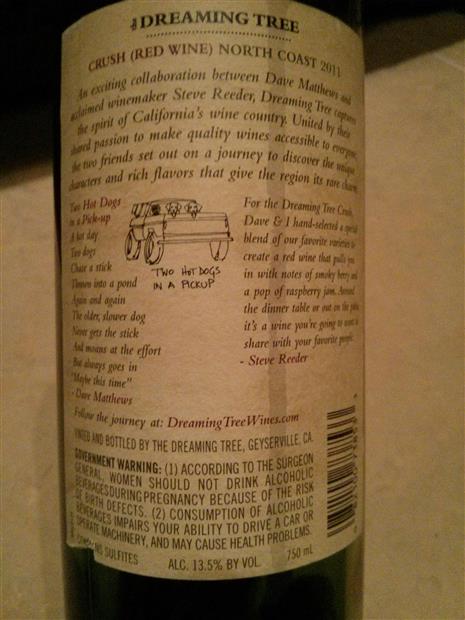 THE DREAMING TREE
CRUSH (RED WINE) NORTH COAST 2011
An exciting collaboration between Dave Matthews and
acclaimed winemaker Steve Reeder, Dreaming Tree captures
the spirit of California's wine country. United by their
shared passion to make quality wines accessible to everyone,
the two friends set out on a journey to discover the unique
characters and rich flavors that give the region its rare charm.
Two Hot Dogs
in a Pick-up
A hot day
Two dogs
Chase a stick
Thrown into a pond
Again and again
The older, slower dog
Never gets the stick
And moans at the effort
But always goes in
"Maybe this time"
- Dave Matthews
TWO HOT DOGS
IN A PICKUP
For the Dreaming Tree Crush,
Dave & I hand-selected a special
blend of our favorite varieties to
create a red wine that pulls you
in with notes of smoky berry and
a pop of raspberry jam. Around
the dinner table or out on the patio,
it's a wine you're going to want to
share with your favorite people.
- Steve Reeder
Follow the journey at: DreamingTreeWines.com
VINTED AND BOTTLED BY THE DREAMING TREE, GEYSERVILLE, CA.
GOVERNMENT WARNING: (1) ACCORDING TO THE SURGEON
GENERAL, WOMEN SHOULD NOT DRINK ALCOHOLIC
BEVERAGES DURING PREGNANCY BECAUSE OF THE RISK
OF BIRTH DEFECTS. (2) CONSUMPTION OF ALCOHOLIC
BEVERAGES IMPAIRS YOUR ABILITY TO DRIVE A CAR OR
OPERATE MACHINERY, AND MAY CAUSE HEALTH PROBLEMS.
CONTAINS SULFITES
ALC. 13.5% BY VOL.
750 mL